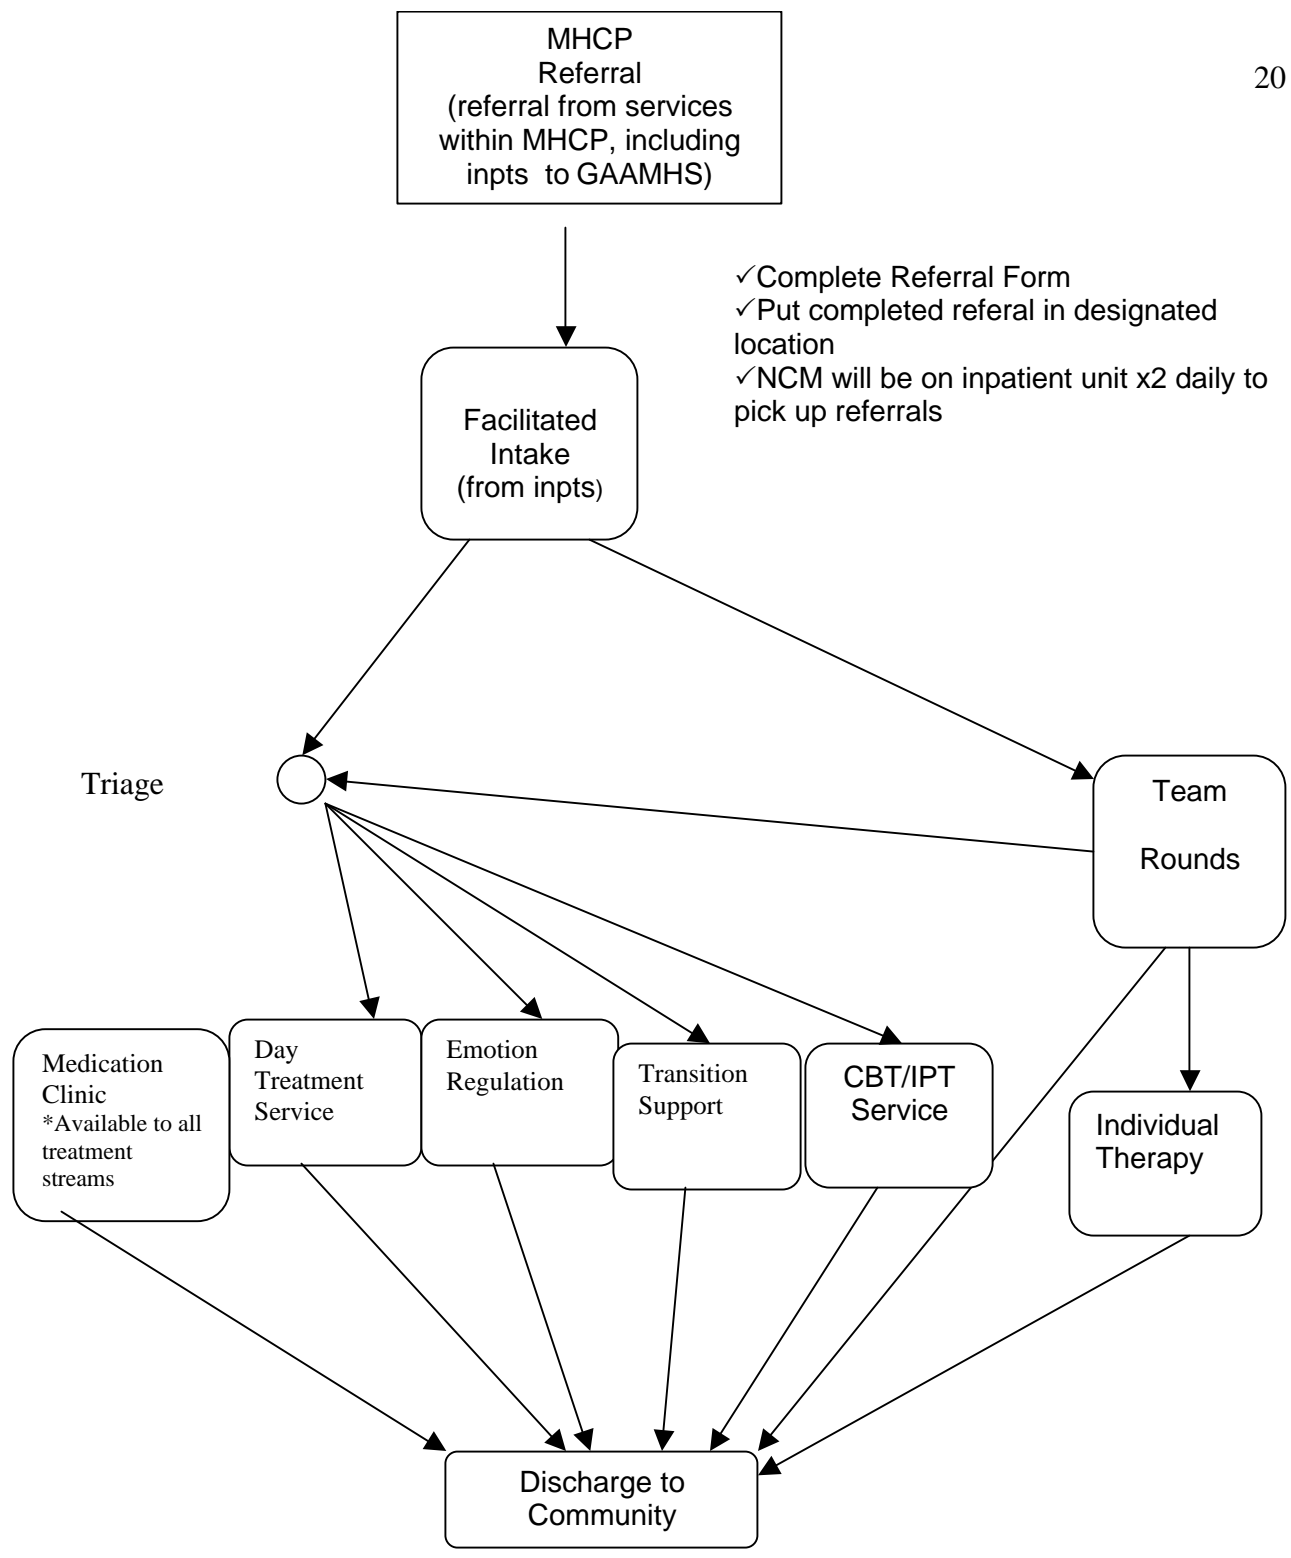 20
MHCP
Referral
(referral from services
within MHCP, including
inpts to GAAMHS)
✓Complete Referral Form
✓Put completed referal in designated
location
✓NCM will be on inpatient unit x2 daily to
pick up referrals
Facilitated
Intake
(from inpts)
Triage
Team
Rounds
Medication
Clinic
*Available to all
treatment
streams
Day
Treatment
Service
Emotion
Regulation
Transition
Support
CBT/IPT
Service
Individual
Therapy
Discharge to
Community